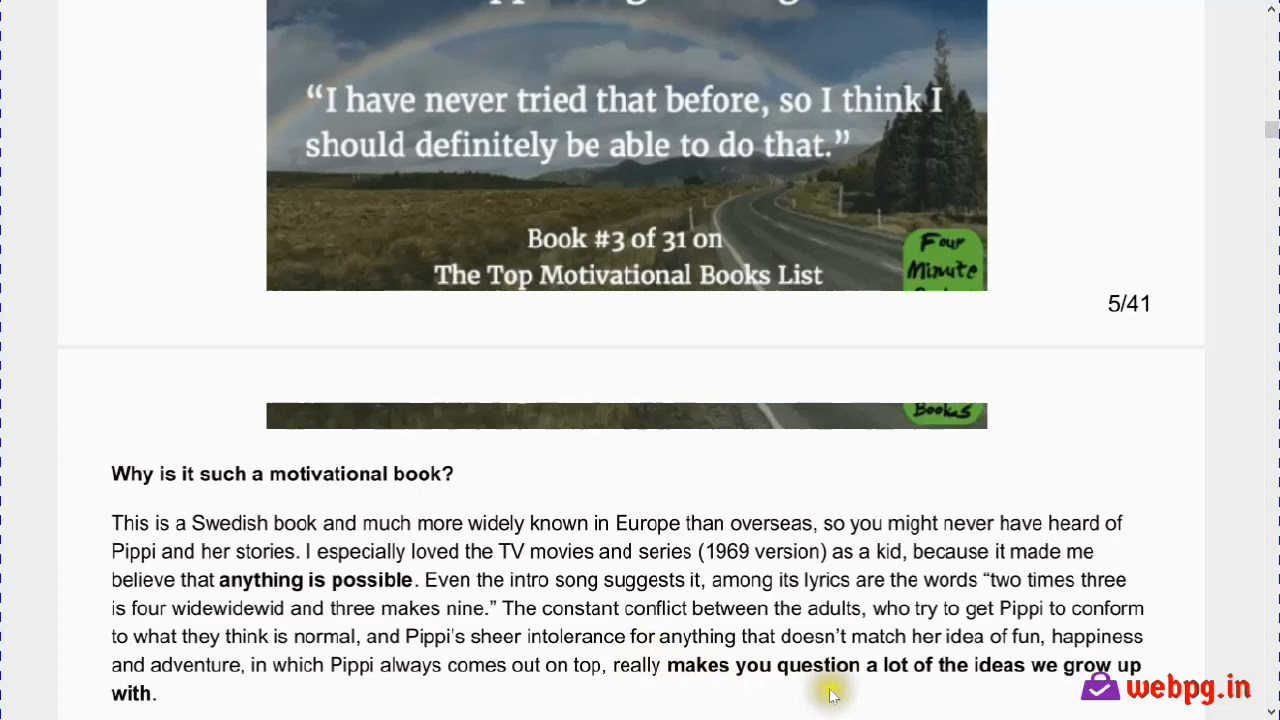 “I have never tried that before, so I think I
should definitely be able to do that.”
Book #3 of 31 on
The Top Motivational Books List
Four
Minute
5/41
Books
Why is it such a motivational book?
This is a Swedish book and much more widely known in Europe than overseas, so you might never have heard of
Pippi and her stories. I especially loved the TV movies and series (1969 version) as a kid, because it made me
believe that anything is possible. Even the intro song suggests it, among its lyrics are the words “two times three
is four widewidewid and three makes nine.” The constant conflict between the adults, who try to get Pippi to conform
to what they think is normal, and Pippi’s sheer intolerance for anything that doesn’t match her idea of fun, happiness
and adventure, in which Pippi always comes out on top, really makes you question a lot of the ideas we grow up
with.
webpg.in